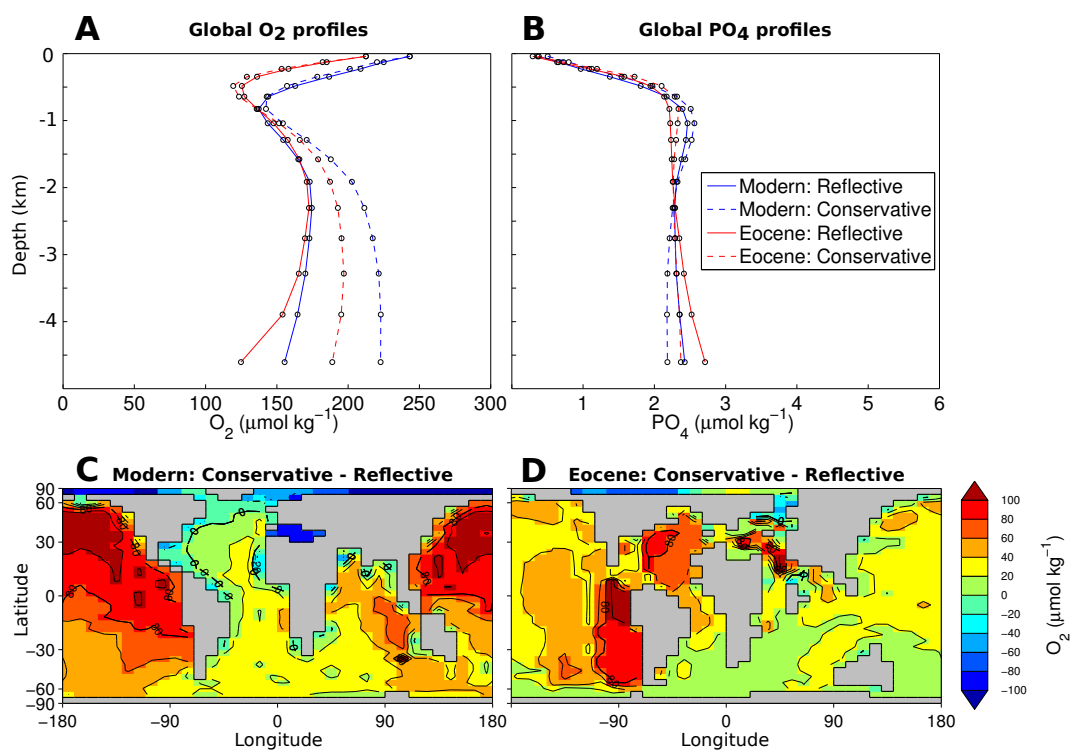 A Global O2 profiles
B Global PO4 profiles
0
-1
-2
-3
-4
Depth (km)
0 50 100 150 200 250 300
O2 (μmol kg−1)
1 2 3 4 5 6
PO4 (μmol kg−1)
Modern: Reflective
Modern: Conservative
Eocene: Reflective
Eocene: Conservative
C Modern: Conservative - Reflective
D Eocene: Conservative - Reflective
90
60
30
0
−30
−60
−90
Latitude
-180 −90 0 90 180
Longitude
−90 0 90 180
Longitude
100
80
60
40
20
0
−20
−40
−60
−80
−100
O2 (μmol kg−1)